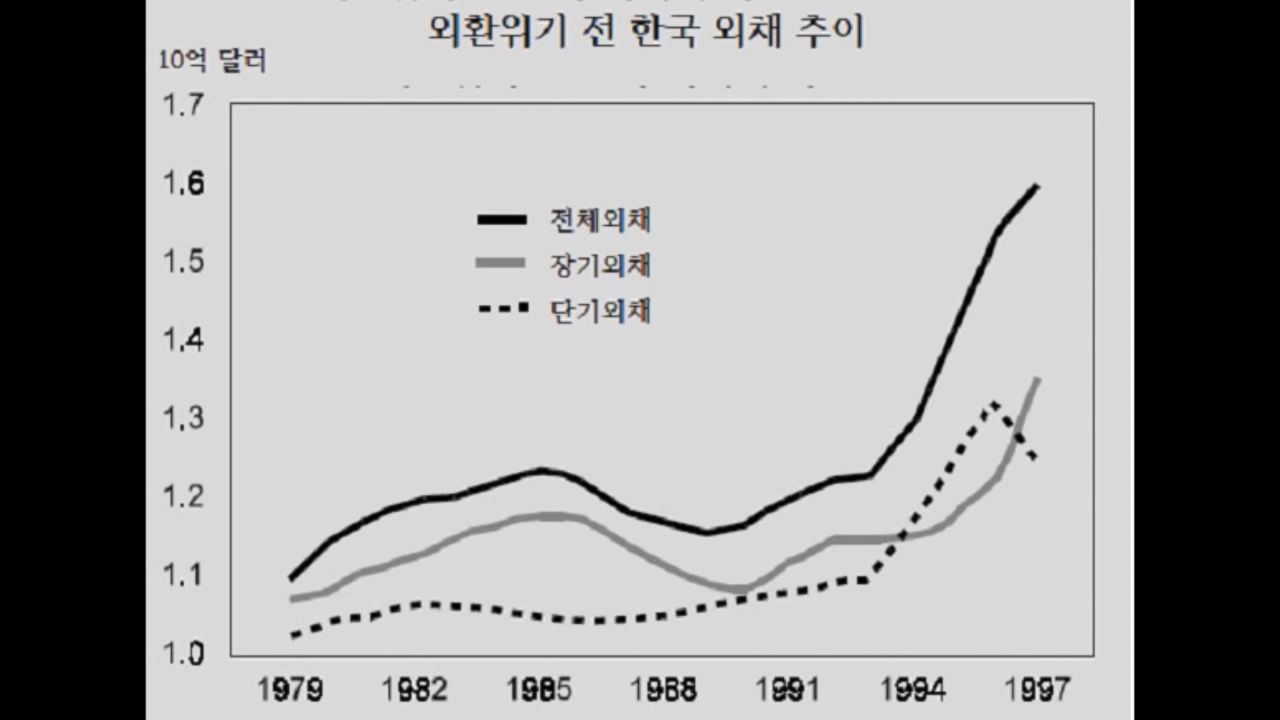 외환위기 전 한국 외채 추이
10억 달러
1.7
1.6
1.5
1.4
1.3
1.2
1.1
1.0
전체외채
장기외채
단기외채
1979 1982 1985 1988 1991 1994 1997